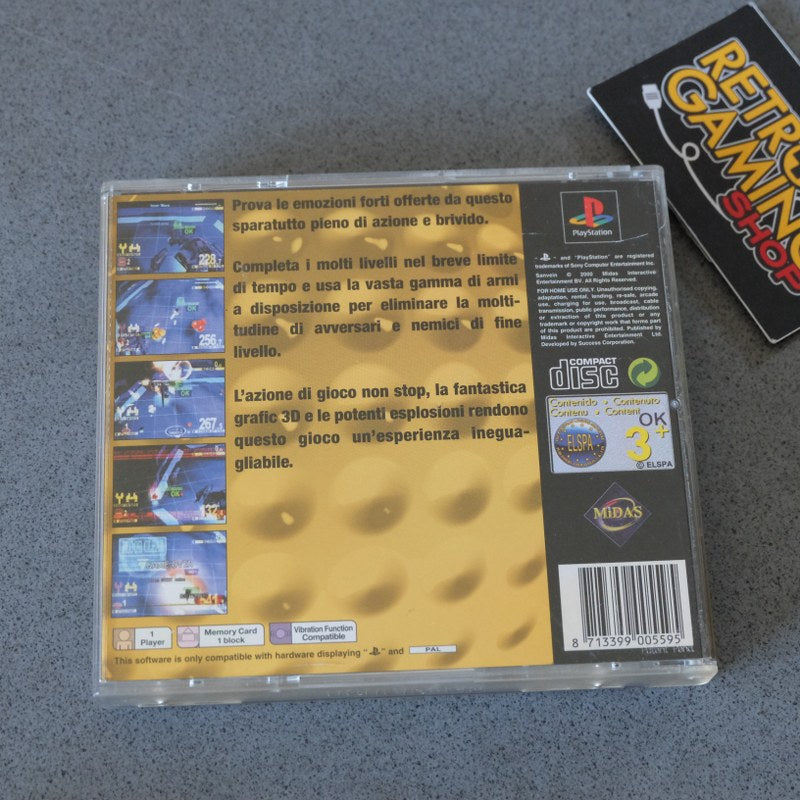 RETRO
GAMING
SHOP
Prova le emozioni forti offerte da questo
sparatutto pieno di azione e brivido.
Completa i molti livelli nel breve limite
di tempo e usa la vasta gamma di armi
a disposizione per eliminare la molti-
tudine di avversari e nemici di fine
livello.
L'azione di gioco non stop, la fantastica
grafic 3D e le potenti esplosioni rendono
questo gioco un'esperienza inegua-
gliabile.
228
256
267
PlayStation
" " and "PlayStation" are registered
trademarks of Sony Computer Entertainment Inc.
Sanvein © 2000 Midas Interactive
Entertainment BV. All Rights Reserved.
FOR HOME USE ONLY. Unauthorised copying,
adaptation, rental, lending, re-sale, arcade
use, charging for use, broadcast, cable
transmission, public performance, distribution
or extraction of this product or any
trademark or copyright work that forms part
of this product are prohibited. Published by
Midas Interactive Entertainment Ltd.
Developed by Success Corporation.
COMPACT
disc
Contenido • Contenuto
Contenu • Content
ELSPA
OK
3+
© ELSPA
MIDAS
8 713399 005595
1
Player
Memory Card
1 block
Vibration Function
Compatible
This software is only compatible with hardware displaying " " and PAL